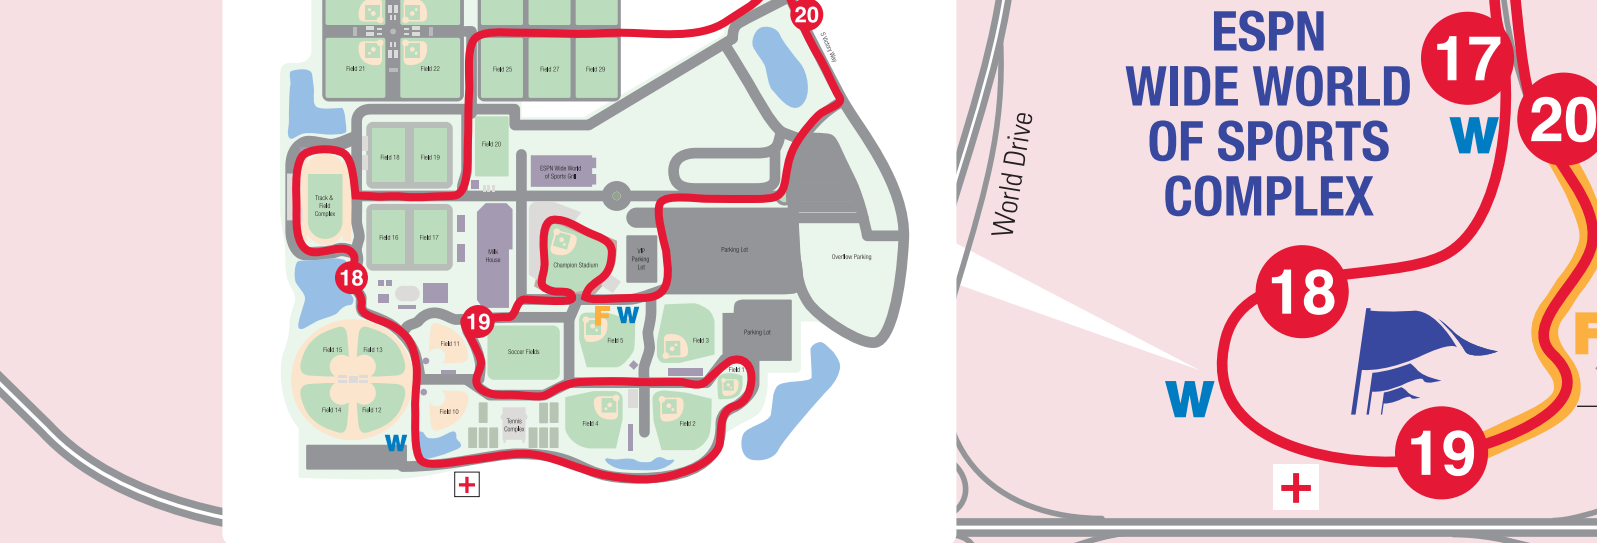 20
S Victory Way
Field 21
Field 22
Field 25
Field 27
Field 29
Field 18
Field 19
Field 20
ESPN Wide World
of Sports Grill
Track &
Field
Complex
Field 16
Field 17
Milk
House
Champion Stadium
VIP
Parking
Lot
Parking Lot
Overflow Parking
18
19
F W
Field 15
Field 13
Field 11
Soccer Fields
Field 5
Field 3
Parking Lot
Field 1
Field 14
Field 12
Field 10
Tennis
Complex
Field 4
Field 2
W
World Drive
ESPN
WIDE WORLD
OF SPORTS
COMPLEX
17
W
20
18
F
W
19